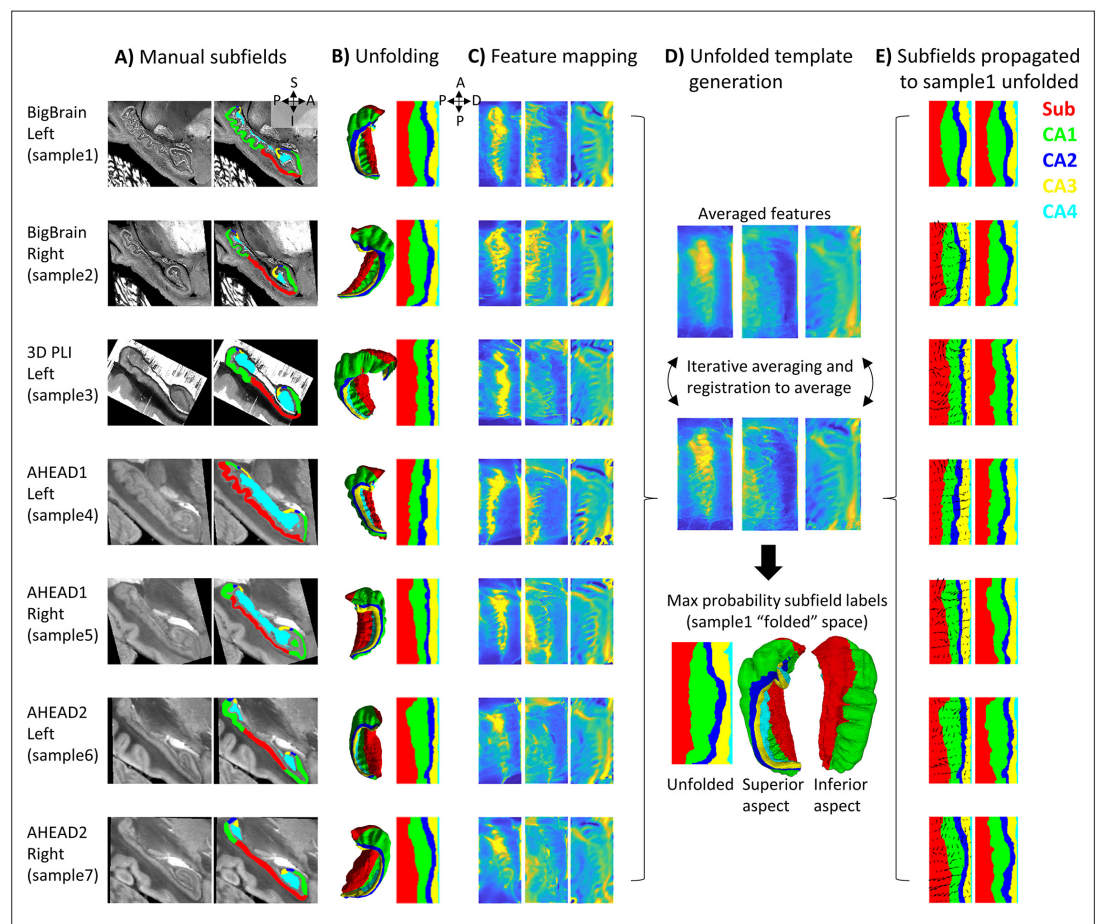 A) Manual subfields
B) Unfolding
C) Feature mapping
D) Unfolded template
generation
E) Subfields propagated
to sample1 unfolded
S
P A
I
A
P D
P
Sub
CA1
CA2
CA3
CA4
BigBrain
Left
(sample1)
BigBrain
Right
(sample2)
3D PLI
Left
(sample3)
AHEAD1
Left
(sample4)
AHEAD1
Right
(sample5)
AHEAD2
Left
(sample6)
AHEAD2
Right
(sample7)
Averaged features
Iterative averaging and
registration to average
Max probability subfield labels
(sample1 “folded” space)
Unfolded
Superior
aspect
Inferior
aspect